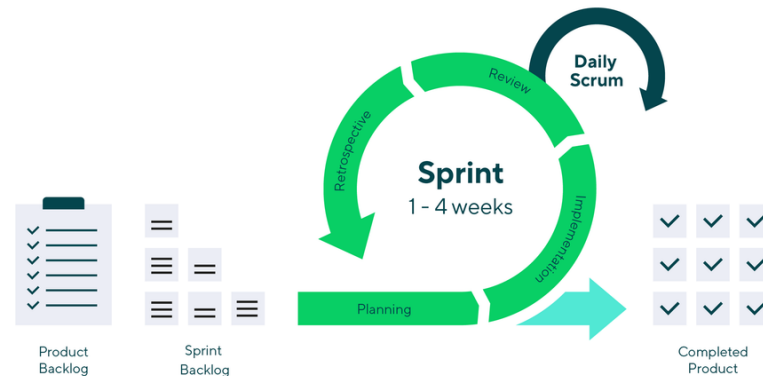 Daily
Scrum
Review
Retrospective
Sprint
1 - 4 weeks
Implementation
Planning
Product
Backlog
Sprint
Backlog
Completed
Product